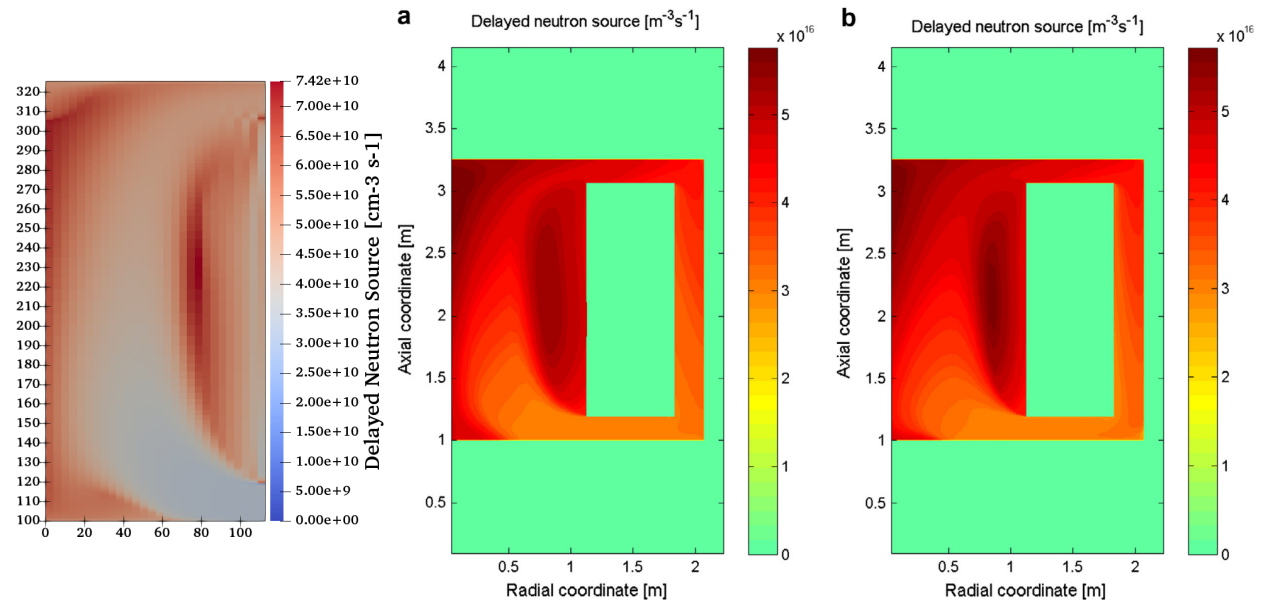 320
310
300
290
280
270
260
250
240
230
220
210
200
190
180
170
160
150
140
130
120
110
100
0
20
40
60
80
100
7.42e+10
7.00e+10
6.50e+10
6.00e+10
5.50e+10
5.00e+10
4.50e+10
4.00e+10
3.50e+10
3.00e+10
2.50e+10
2.00e+10
1.50e+10
1.00e+10
5.00e+9
0.00e+00
Delayed Neutron Source [cm-3 s-1]
a
Delayed neutron source [m⁻³s⁻¹]
x 10¹⁶
4
3.5
3
2.5
2
1.5
1
0.5
Axial coordinate [m]
0.5
1
1.5
2
Radial coordinate [m]
5
4
3
2
1
0
b
Delayed neutron source [m⁻³s⁻¹]
x 10¹⁶
4
3.5
3
2.5
2
1.5
1
0.5
Axial coordinate [m]
0.5
1
1.5
2
Radial coordinate [m]
5
4
3
2
1
0